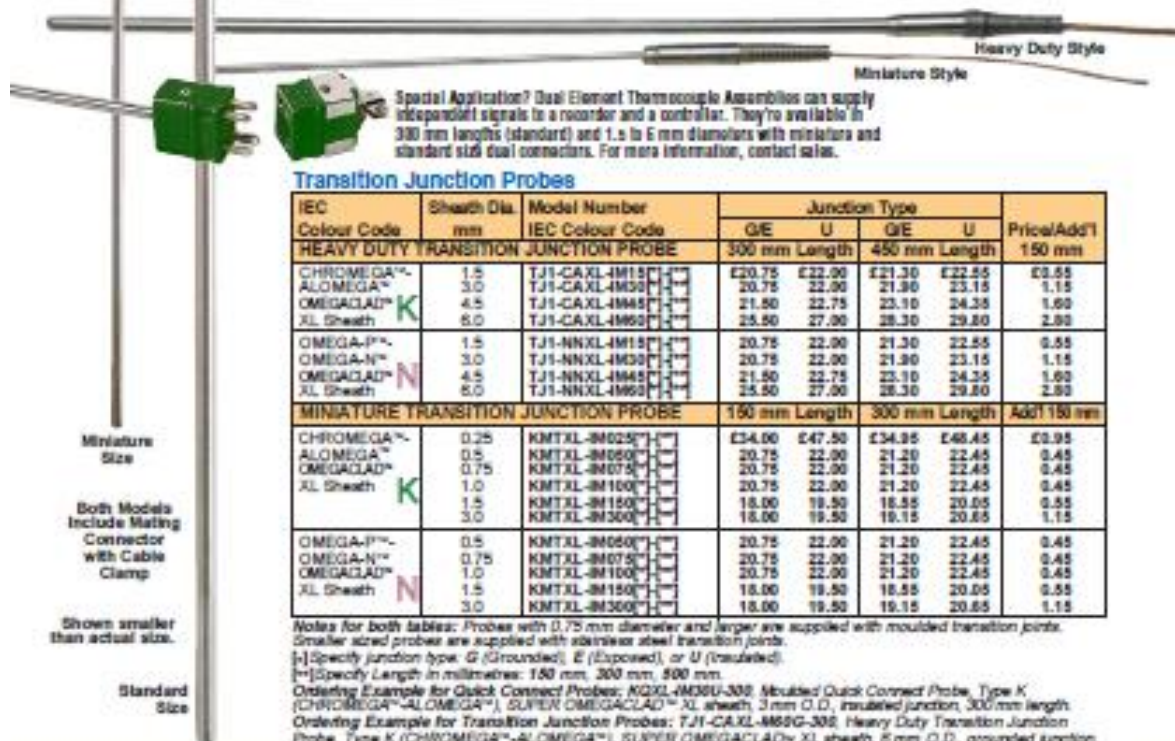 Heavy Duty Style
Miniature Style
Special Application? Dual Element Thermocouple Assemblies can supply
independent signals to a recorder and a controller. They're available in
300 mm lengths (standard) and 1.5 to 6 mm diameters with miniature and
standard size dual connectors. For more information, contact sales.
Transition Junction Probes
IEC Sheath Dia. Model Number Junction Type
Colour Code mm IEC Colour Code G/E U G/E U Price/Add'l
HEAVY DUTY TRANSITION JUNCTION PROBE 300 mm Length 450 mm Length 150 mm
CHROMEGA™- 1.5 TJ1-CAXL-IM15[*]-[**] £20.75 £22.00 £21.30 £22.55 £0.55
ALOMEGA™ 3.0 TJ1-CAXL-IM30[*]-[**] 20.75 22.00 21.90 23.15 1.15
OMEGACLAD™ K 4.5 TJ1-CAXL-IM45[*]-[**] 21.50 22.75 23.10 24.35 1.60
XL Sheath 6.0 TJ1-CAXL-IM60[*]-[**] 25.50 27.00 28.30 29.80 2.80
OMEGA-P™- 1.5 TJ1-NNXL-IM15[*]-[**] 20.75 22.00 21.30 22.55 0.55
OMEGA-N™ 3.0 TJ1-NNXL-IM30[*]-[**] 20.75 22.00 21.90 23.15 1.15
OMEGACLAD™ N 4.5 TJ1-NNXL-IM45[*]-[**] 21.50 22.75 23.10 24.35 1.60
XL Sheath 6.0 TJ1-NNXL-IM60[*]-[**] 25.50 27.00 28.30 29.80 2.80
MINIATURE TRANSITION JUNCTION PROBE 150 mm Length 300 mm Length Add'l 150 mm
CHROMEGA™- 0.25 KMTXL-IM025[*]-[**] £34.00 £47.50 £34.95 £48.45 £0.95
ALOMEGA™ 0.5 KMTXL-IM050[*]-[**] 20.75 22.00 21.20 22.45 0.45
OMEGACLAD™ 0.75 KMTXL-IM075[*]-[**] 20.75 22.00 21.20 22.45 0.45
XL Sheath K 1.0 KMTXL-IM100[*]-[**] 20.75 22.00 21.20 22.45 0.45
1.5 KMTXL-IM150[*]-[**] 18.00 19.50 18.55 20.05 0.55
3.0 KMTXL-IM300[*]-[**] 18.00 19.50 19.15 20.65 1.15
OMEGA-P™- 0.5 KMTXL-IM050[*]-[**] 20.75 22.00 21.20 22.45 0.45
OMEGA-N™ 0.75 KMTXL-IM075[*]-[**] 20.75 22.00 21.20 22.45 0.45
OMEGACLAD™ 1.0 KMTXL-IM100[*]-[**] 20.75 22.00 21.20 22.45 0.45
XL Sheath N 1.5 KMTXL-IM150[*]-[**] 18.00 19.50 18.55 20.05 0.55
3.0 KMTXL-IM300[*]-[**] 18.00 19.50 19.15 20.65 1.15
Notes for both tables: Probes with 0.75 mm diameter and larger are supplied with moulded transition joints.
Smaller sized probes are supplied with stainless steel transition joints.
[*] Specify junction type: G (Grounded), E (Exposed), or U (Insulated).
[**] Specify Length in millimetres: 150 mm, 300 mm, 500 mm.
Ordering Example for Quick Connect Probes: KQXL-IM30U-300, Moulded Quick Connect Probe, Type K
(CHROMEGA™-ALOMEGA™), SUPER OMEGACLAD™ XL sheath, 3 mm O.D., insulated junction, 300 mm length.
Ordering Example for Transition Junction Probes: TJ1-CAXL-M60G-300, Heavy Duty Transition Junction
Probe, Type K (CHROMEGA™-ALOMEGA™), SUPER OMEGACLAD XL sheath, 6 mm O.D., grounded junction
Miniature
Size
Both Models
Include Mating
Connector
with Cable
Clamp
Shown smaller
than actual size.
Standard
Size